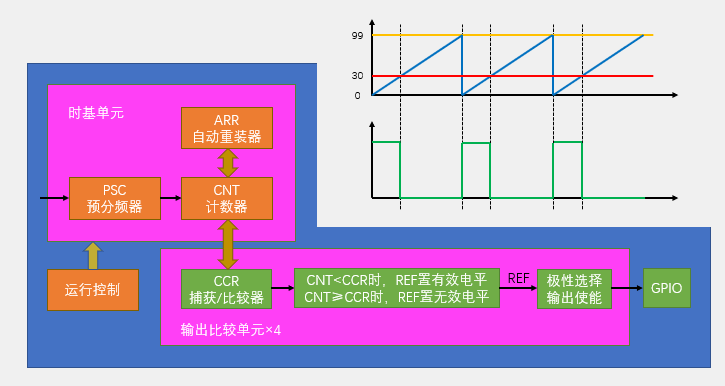 99
30
0
时基单元
ARR
自动重装器
PSC
预分频器
CNT
计数器
运行控制
CCR
捕获/比较器
CNT<CCR时，REF置有效电平
CNT≥CCR时，REF置无效电平
REF
极性选择
输出使能
GPIO
输出比较单元×4